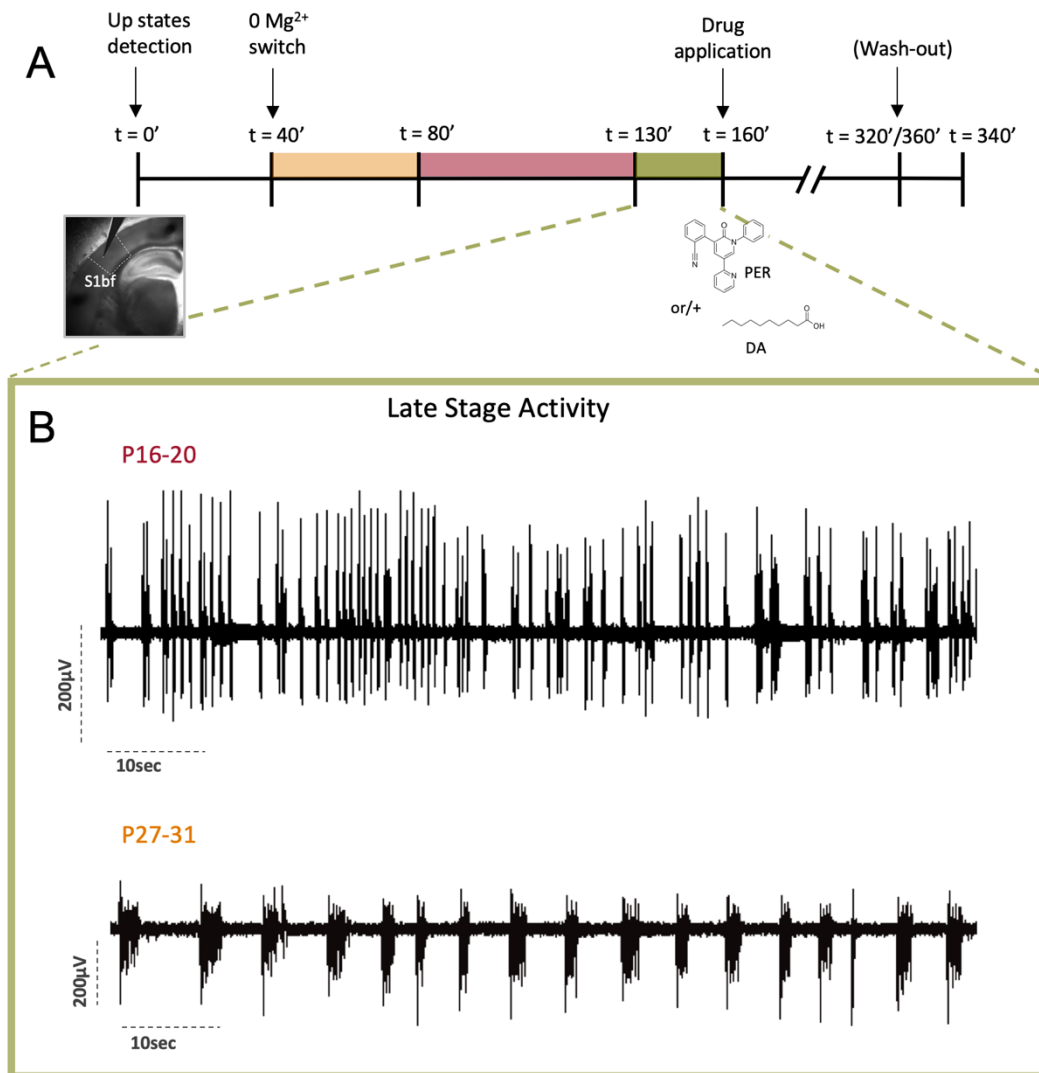 Up states
detection
0 Mg²⁺
switch
Drug
application
(Wash-out)
A
t = 0’
t = 40’
t = 80’
t = 130’
t = 160’
t = 320’/360’
t = 340’
S1bf
O
N
N
N
PER
or/+
O
OH
DA
Late Stage Activity
B
P16-20
200µV
10sec
P27-31
200µV
10sec